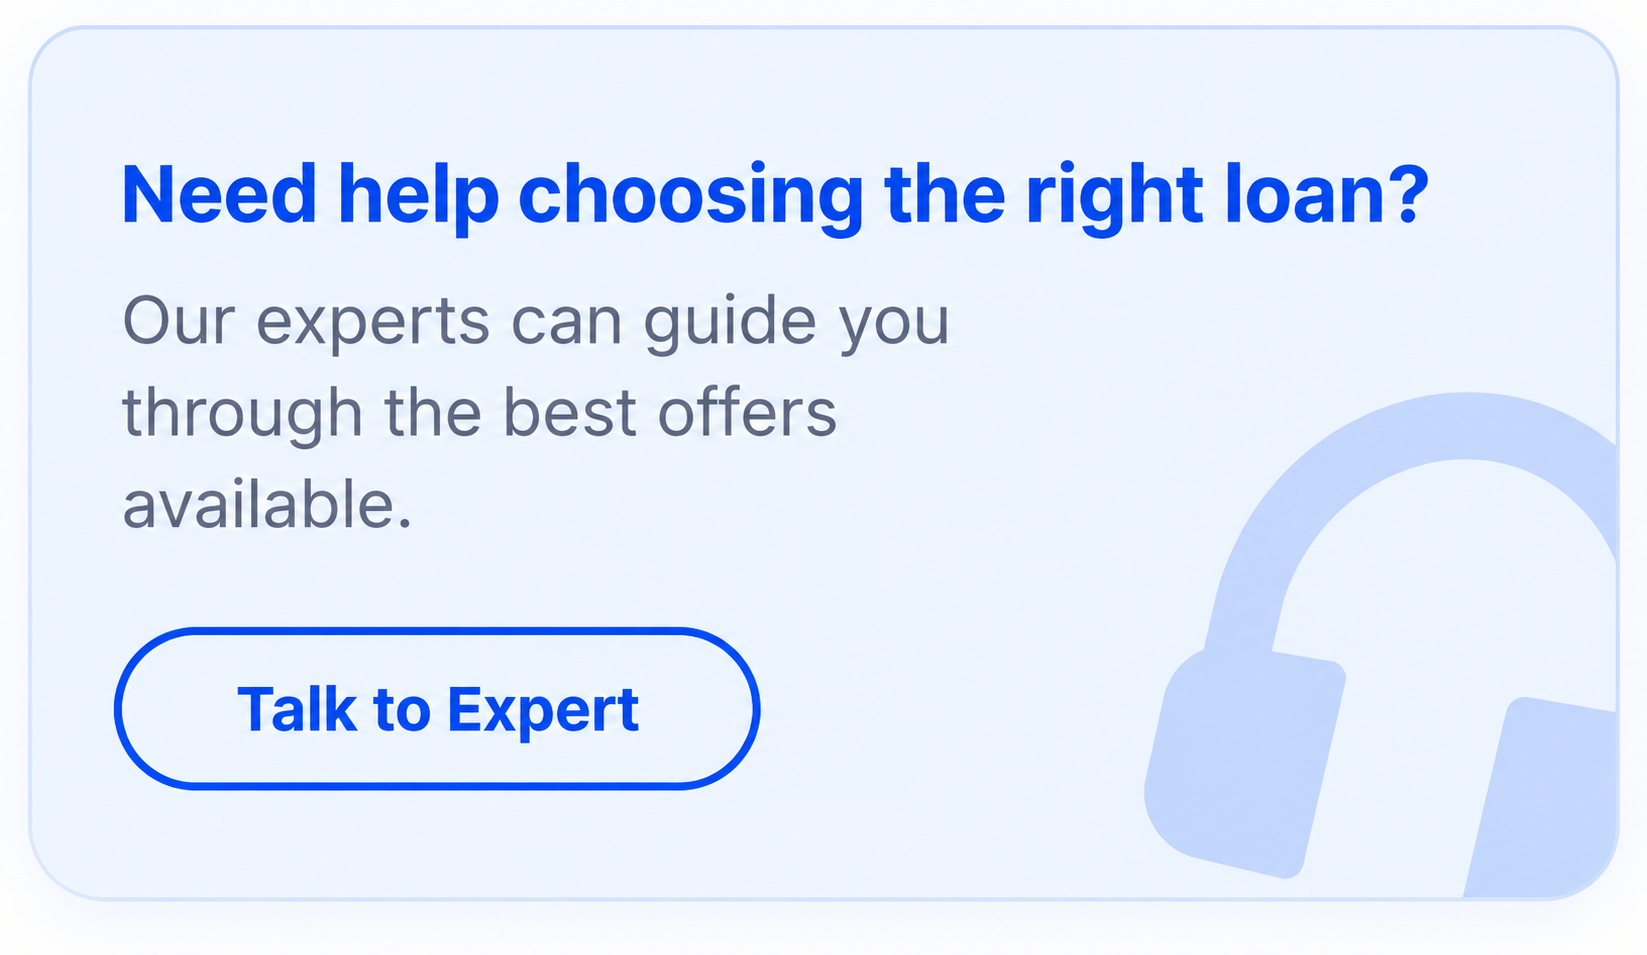 Need help choosing the right loan?
Our experts can guide you
through the best offers
available.
Talk to Expert